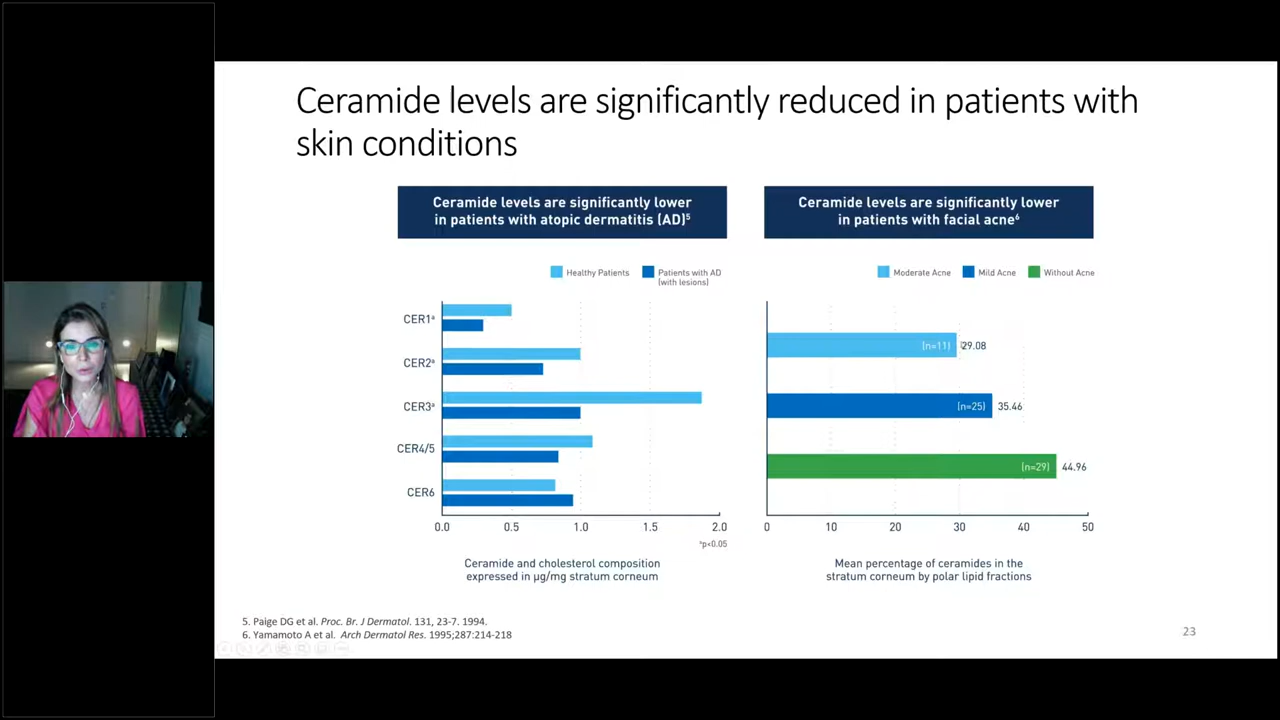 Ceramide levels are significantly reduced in patients with
skin conditions
Ceramide levels are significantly lower
in patients with atopic dermatitis (AD)⁵
Healthy Patients
Patients with AD
(with lesions)
CER1ᵃ
CER2ᵃ
CER3ᵃ
CER4/5
CER6
0.0 0.5 1.0 1.5 2.0
ᵃp<0.05
Ceramide and cholesterol composition
expressed in µg/mg stratum corneum
Ceramide levels are significantly lower
in patients with facial acne⁶
Moderate Acne Mild Acne Without Acne
(n=11) 29.08
(n=25) 35.46
(n=29) 44.96
0 10 20 30 40 50
Mean percentage of ceramides in the
stratum corneum by polar lipid fractions
5. Paige DG et al. Proc. Br. J Dermatol. 131, 23-7. 1994.
6. Yamamoto A et al. Arch Dermatol Res. 1995;287:214-218
23